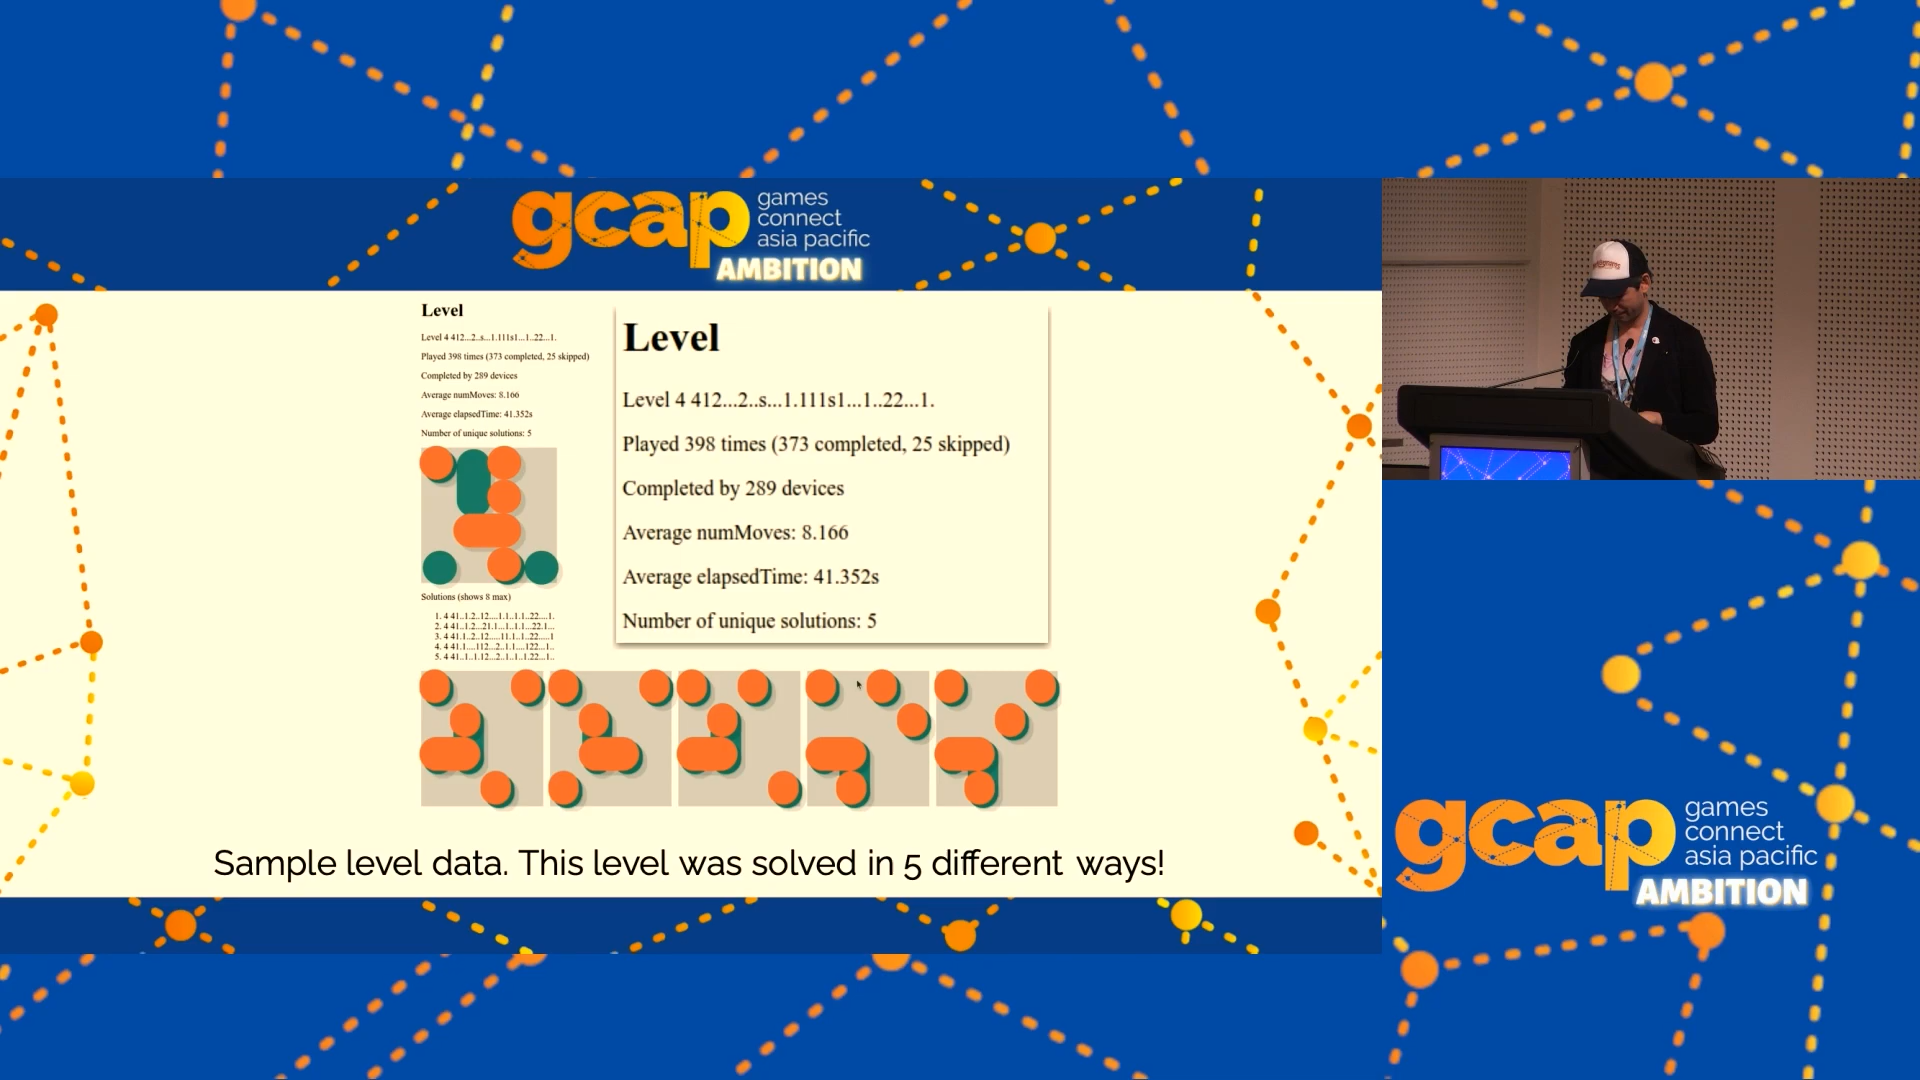 gcap games
connect
asia pacific
AMBITION
Level
Level 4 412...2..s...1.111s1...1..22...1.
Played 398 times (373 completed, 25 skipped)
Completed by 289 devices
Average numMoves: 8.166
Average elapsedTime: 41.352s
Number of unique solutions: 5
Solutions (shows 8 max)
Level
Level 4 412...2..s...1.111s1...1..22...1.
Played 398 times (373 completed, 25 skipped)
Completed by 289 devices
Average numMoves: 8.166
Average elapsedTime: 41.352s
Number of unique solutions: 5
Sample level data. This level was solved in 5 different ways!
gcap games
connect
asia pacific
AMBITION